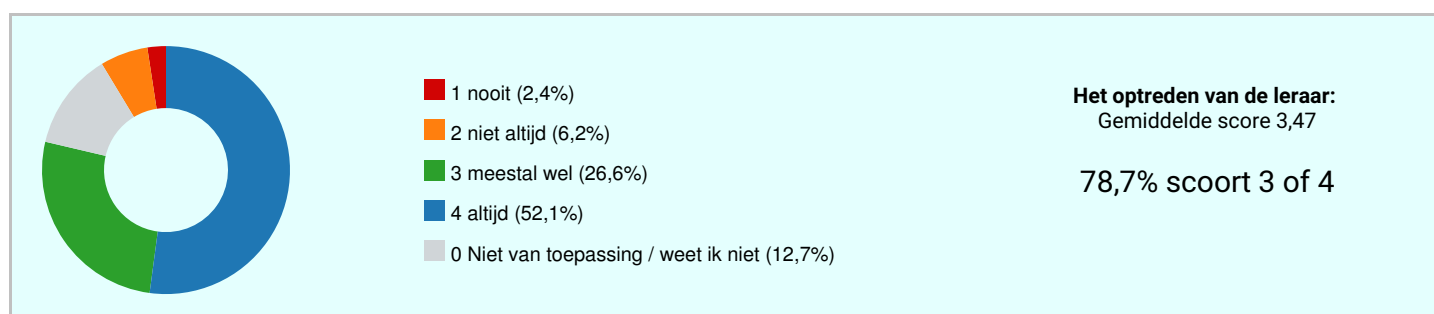 1 nooit (2,4%)
2 niet altijd (6,2%)
3 meestal wel (26,6%)
4 altijd (52,1%)
0 Niet van toepassing / weet ik niet (12,7%)
Het optreden van de leraar:
Gemiddelde score 3,47
78,7% scoort 3 of 4